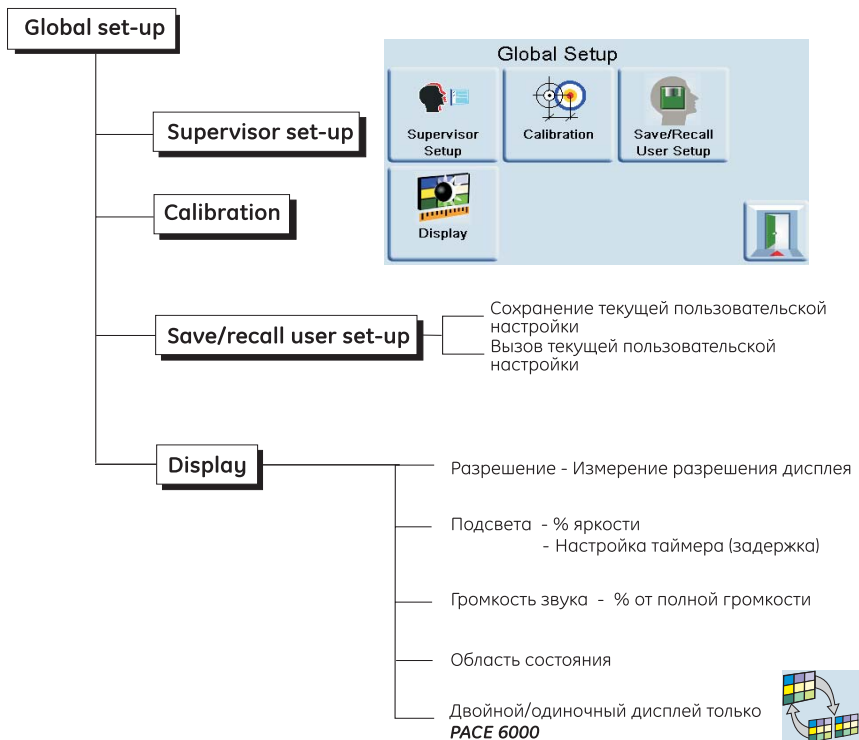 Global set-up
Global Setup
Supervisor
Setup
Calibration
Save/Recall
User Setup
Display
Supervisor set-up
Calibration
Save/recall user set-up
Сохранение текущей пользовательской
настройки
Вызов текущей пользовательской
настройки
Display
Разрешение - Измерение разрешения дисплея
Подсвета - % яркости
- Настройка таймера (задержка)
Громкость звука - % от полной громкости
Область состояния
Двойной/одиночный дисплей только
PACE 6000